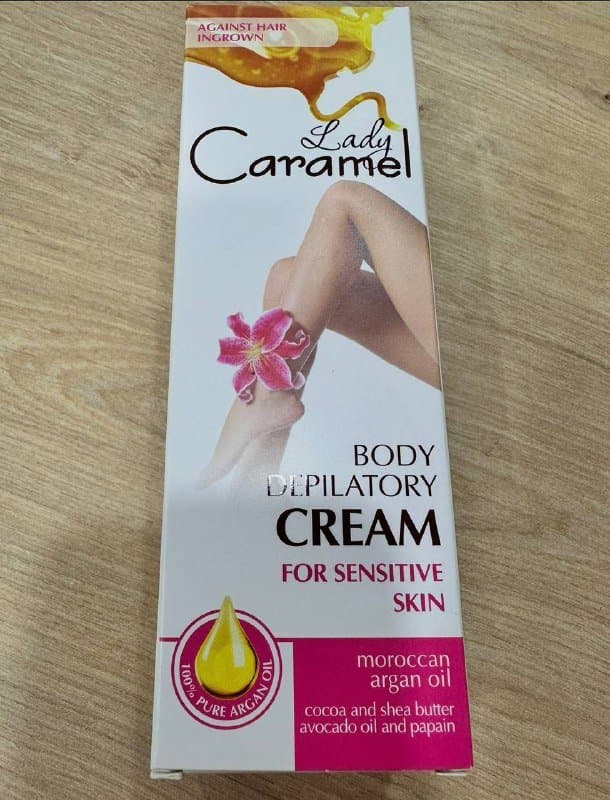 AGAINST HAIR
INGROWN
Lady
Caramel
BODY
DEPILATORY
CREAM
FOR SENSITIVE
SKIN
100% PURE ARGAN OIL
moroccan
argan oil
cocoa and shea butter
avocado oil and papain